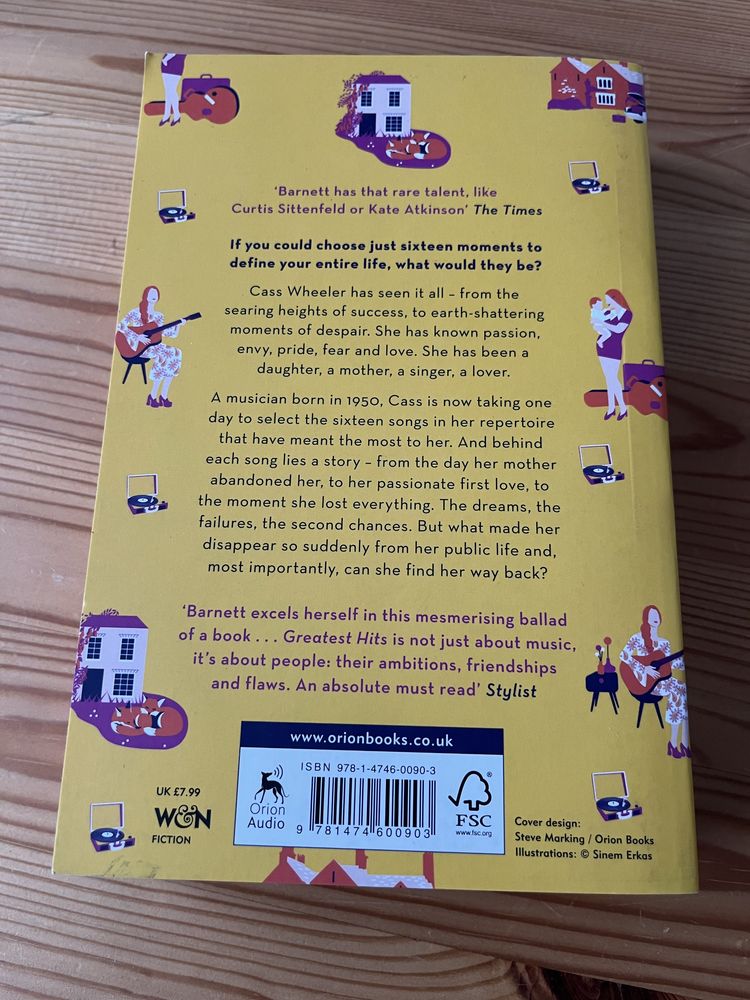 ‘Barnett has that rare talent, like
Curtis Sittenfeld or Kate Atkinson’ The Times
If you could choose just sixteen moments to
define your entire life, what would they be?
Cass Wheeler has seen it all – from the
searing heights of success, to earth-shattering
moments of despair. She has known passion,
envy, pride, fear and love. She has been a
daughter, a mother, a singer, a lover.
A musician born in 1950, Cass is now taking one
day to select the sixteen songs in her repertoire
that have meant the most to her. And behind
each song lies a story – from the day her mother
abandoned her, to her passionate first love, to
the moment she lost everything. The dreams, the
failures, the second chances. But what made her
disappear so suddenly from her public life and,
most importantly, can she find her way back?
‘Barnett excels herself in this mesmerising ballad
of a book . . . Greatest Hits is not just about music,
it’s about people: their ambitions, friendships
and flaws. An absolute must read’ Stylist
www.orionbooks.co.uk
ISBN 978-1-4746-0090-3
Orion
Audio
9 781474 600903
FSC
www.fsc.org
UK £7.99
W&N
FICTION
Cover design:
Steve Marking / Orion Books
Illustrations: © Sinem Erkas